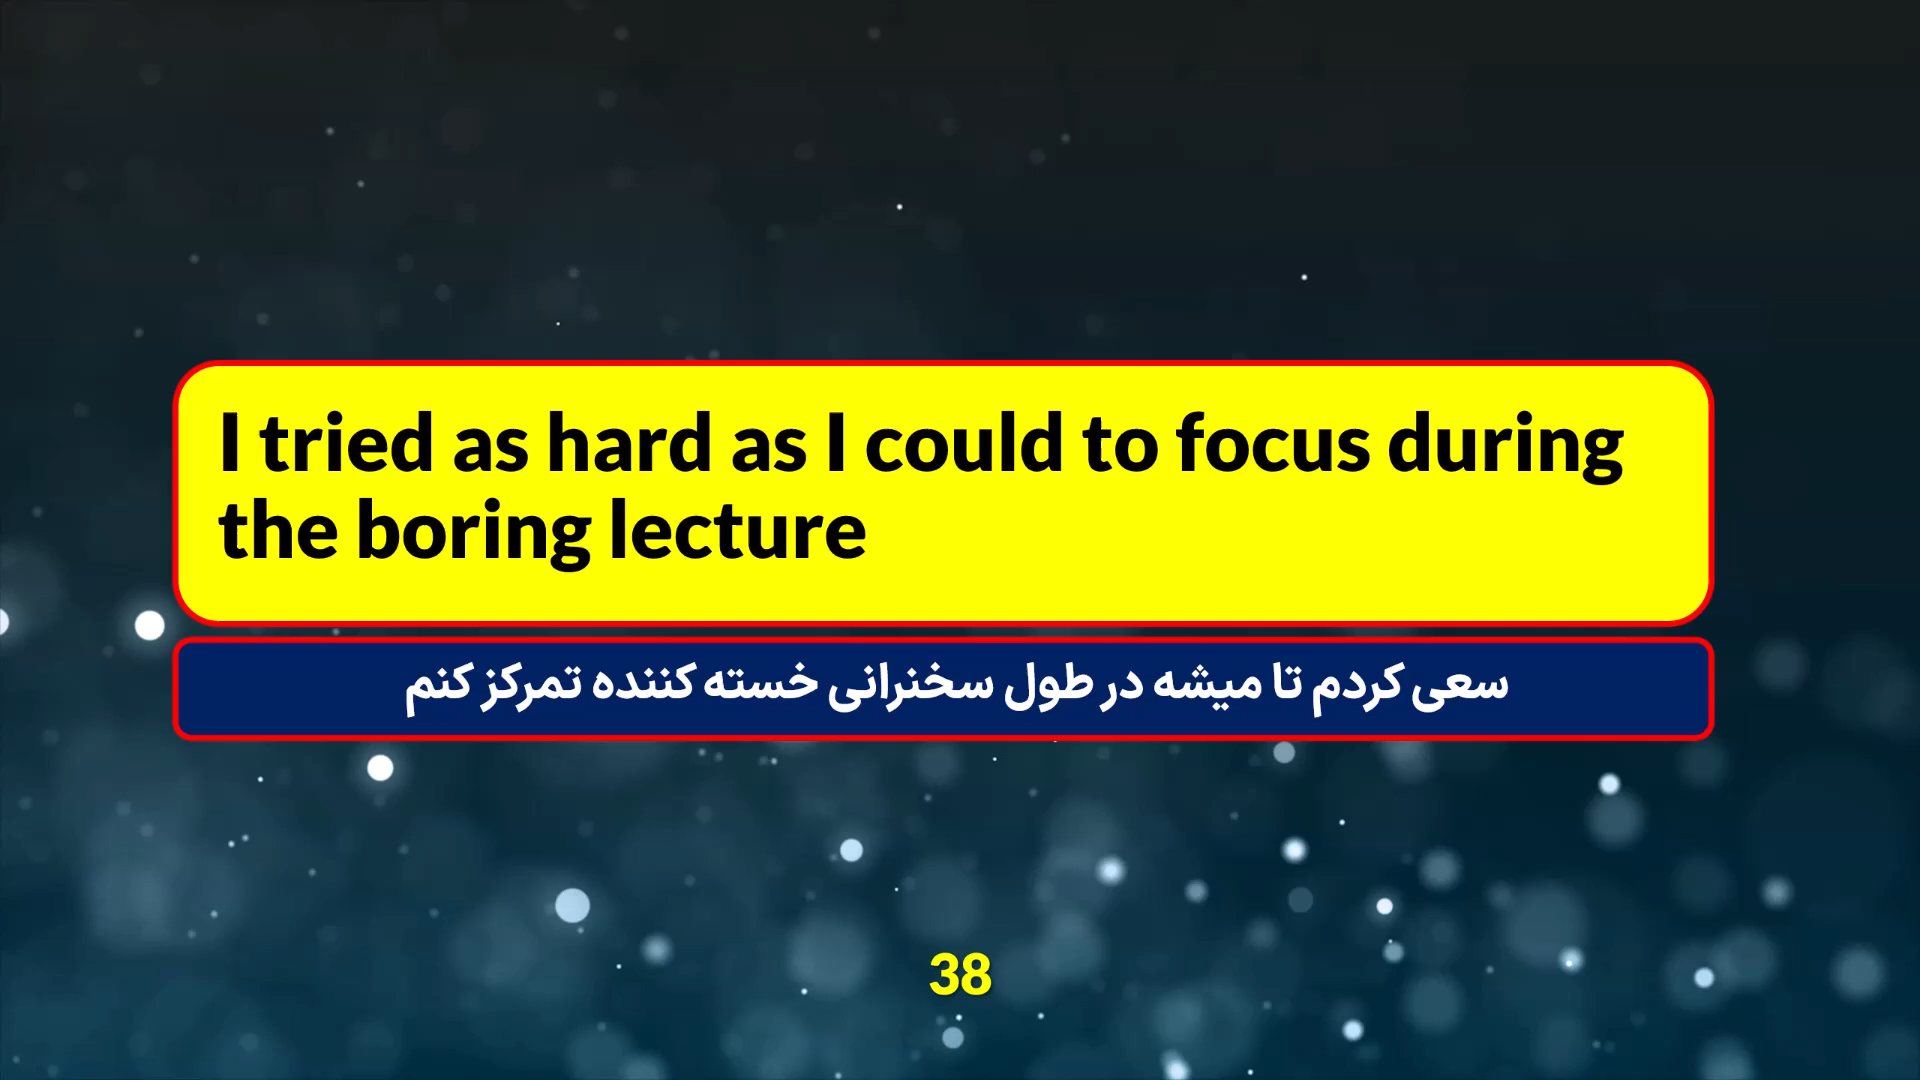 I tried as hard as I could to focus during
the boring lecture
سعی کردم تا میشه در طول سخنرانی خسته کننده تمرکز کنم
38